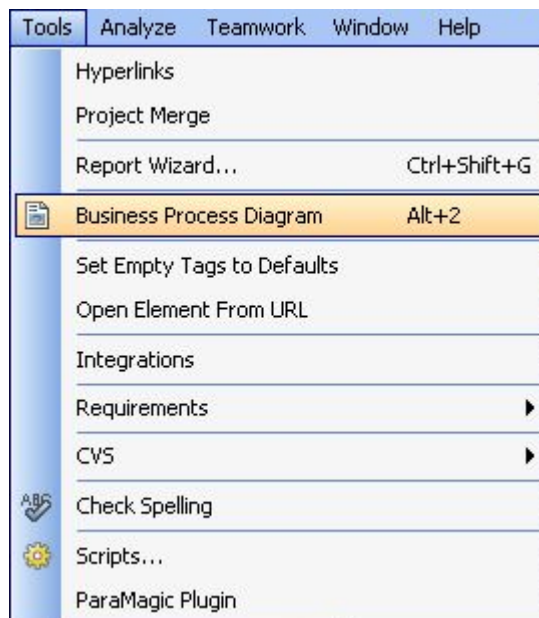 Tools Analyze Teamwork Window Help
Hyperlinks
Project Merge
Report Wizard... Ctrl+Shift+G
Business Process Diagram Alt+2
Set Empty Tags to Defaults
Open Element From URL
Integrations
Requirements
CVS
ABC Check Spelling
Scripts...
ParaMagic Plugin